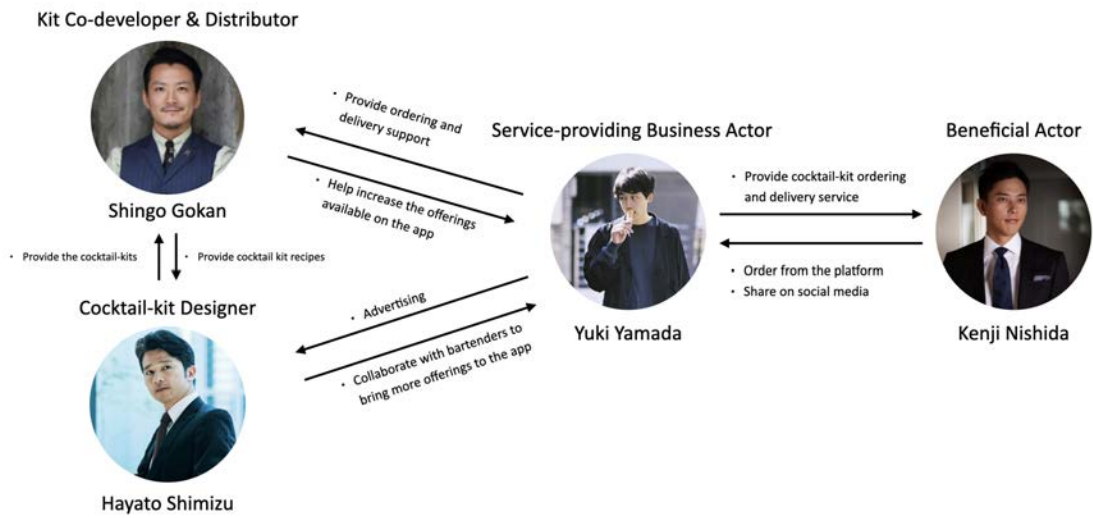 Kit Co-developer & Distributor
Shingo Gokan
• Provide the cocktail-kits
• Provide cocktail kit recipes
Cocktail-kit Designer
Hayato Shimizu
• Provide ordering and
delivery support
• Help increase the offerings
available on the app
• Advertising
• Collaborate with bartenders to
bring more offerings to the app
Service-providing Business Actor
Yuki Yamada
• Provide cocktail-kit ordering
and delivery service
• Order from the platform
• Share on social media
Beneficial Actor
Kenji Nishida